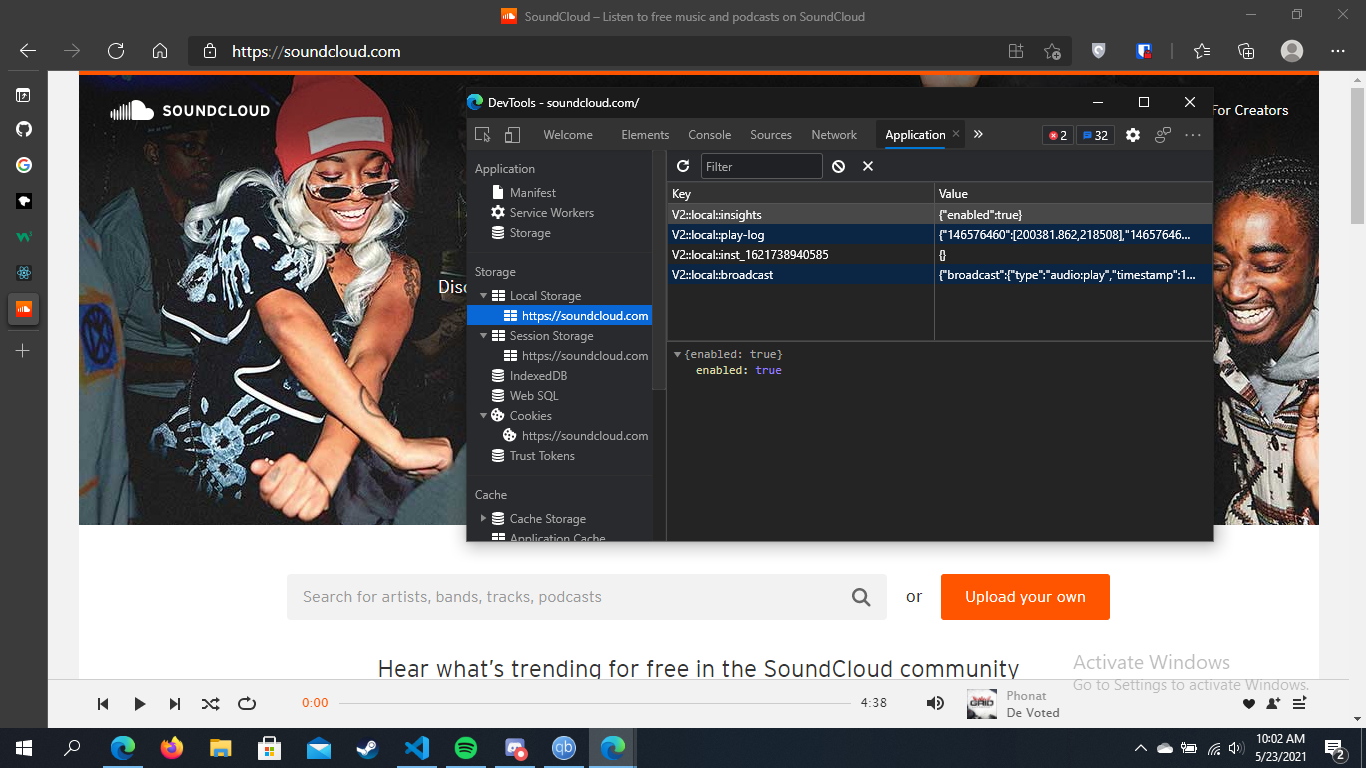 SoundCloud – Listen to free music and podcasts on SoundCloud
https://soundcloud.com
SOUNDCLOUD
For Creators
Disc
DevTools - soundcloud.com/
Welcome Elements Console Sources Network Application 2 32
Application
Manifest
Service Workers
Storage
Storage
Local Storage
https://soundcloud.com
Session Storage
https://soundcloud.com
IndexedDB
Web SQL
Cookies
https://soundcloud.com
Trust Tokens
Cache
Cache Storage
Application Cache
Filter
Key Value
V2::local::insights {"enabled":true}
V2::local::play-log {"146576460":[200381.862,218508],"14657646...
V2::local::inst_1621738940585 {}
V2::local::broadcast {"broadcast":{"type":"audio:play","timestamp":1...
{enabled: true}
enabled: true
Search for artists, bands, tracks, podcasts
or
Upload your own
Hear what's trending for free in the SoundCloud community
Activate Windows
Go to Settings to activate Windows.
0:00
4:38
GRID
Phonat
De Voted
qb
10:02 AM
5/23/2021
2